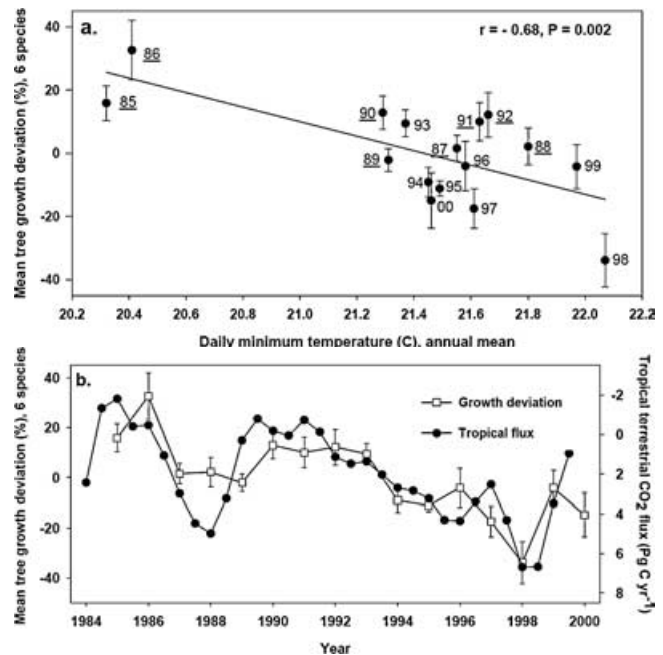 a.
r = - 0.68, P = 0.002
Mean tree growth deviation (%), 6 species
40
20
0
-20
-40
86
85
90
93
91
92
89
87
96
88
99
94
95
00
97
98
20.2 20.4 20.6 20.8 21.0 21.2 21.4 21.6 21.8 22.0 22.2
Daily minimum temperature (C), annual mean
b.
Mean tree growth deviation (%), 6 species
40
20
0
-20
-40
Growth deviation
Tropical flux
-2
0
2
4
6
8
Tropical terrestrial CO2 flux (Pg C yr-1)
1984 1986 1988 1990 1992 1994 1996 1998 2000
Year